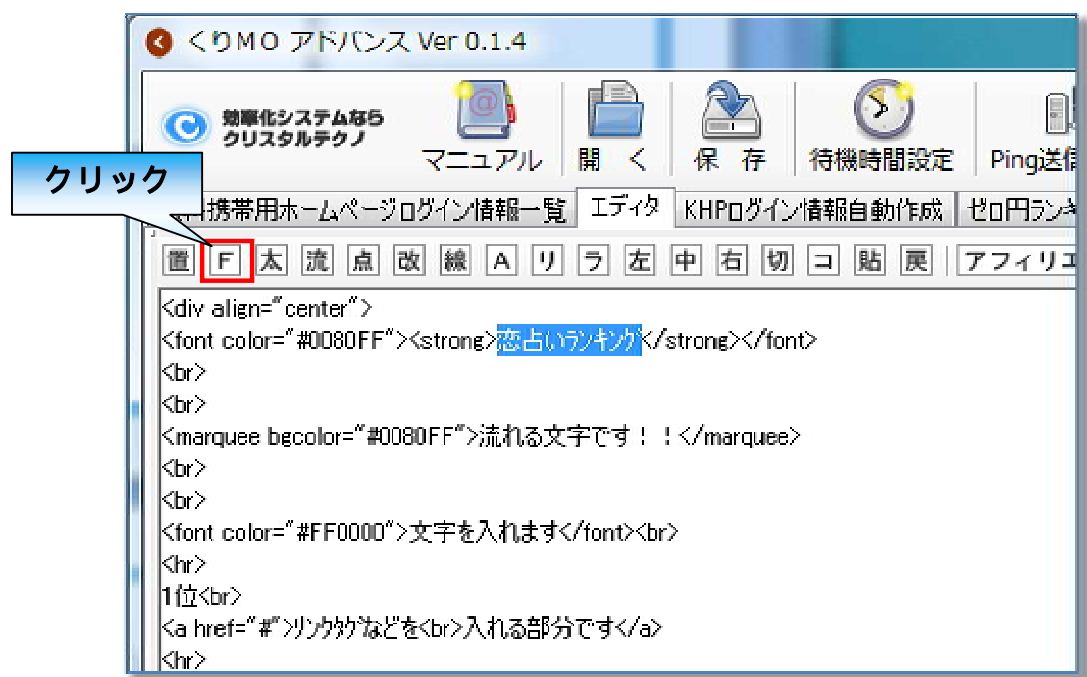 くりMO アドバンス Ver 0.1.4
効率化システムなら
クリスタルテクノ
マニュアル 開く 保存 待機時間設定 Ping送信
クリック
携帯用ホームページログイン情報一覧 エディタ KHPログイン情報自動作成 ゼロ円ランキ
置 F 太 流 点 改 線 A リ ラ 左 中 右 切 コ 貼 戻 アフィリエ
<div align="center">
<font color="#0080FF"><strong>恋占いﾗﾝｷﾝｸﾞ</strong></font>
<br>
<br>
<marquee bgcolor="#0080FF">流れる文字です！！</marquee>
<br>
<br>
<font color="#FF0000">文字を入れます</font><br>
<hr>
1位<br>
<a href="#">ﾘﾝｸﾀｸﾞなどを<br>入れる部分です</a>
<hr>